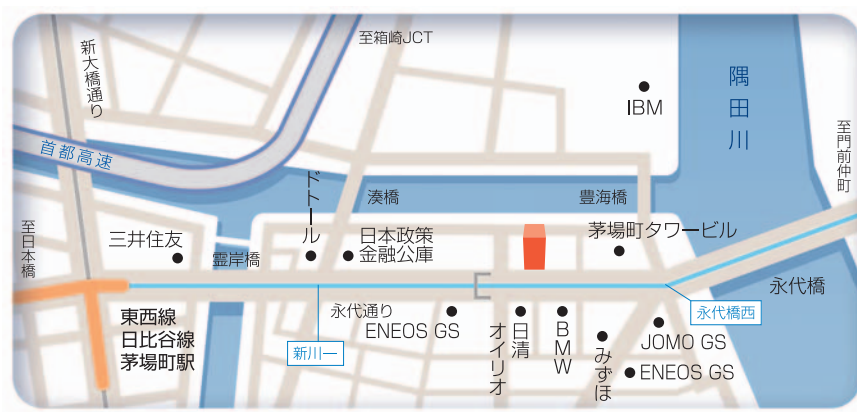 新大橋通り
至箱崎JCT
IBM
隅田川
至門前仲町
首都高速
ドトール
湊橋
豊海橋
至日本橋
三井住友
霊岸橋
日本政策
金融公庫
茅場町タワービル
永代橋
東西線
日比谷線
茅場町駅
新川一
永代通り
ENEOS GS
日清
オイリオ
BMW
みずほ
永代橋西
JOMO GS
ENEOS GS